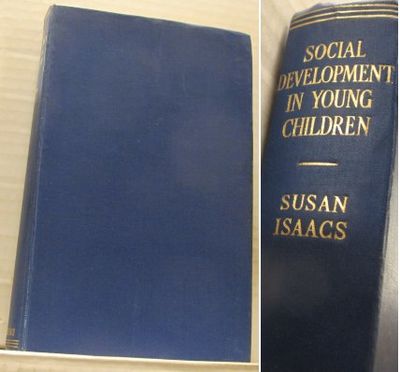 SOCIAL
DEVELOPMENT
IN YOUNG
CHILDREN
SUSAN
ISAACS